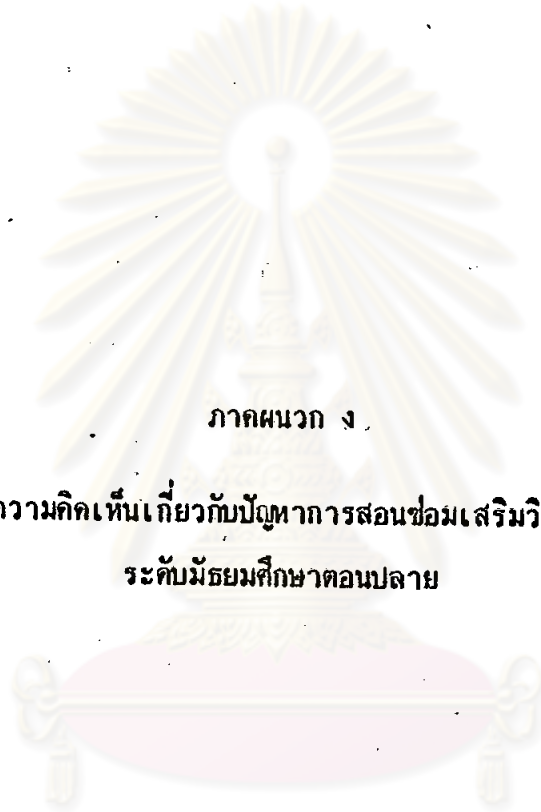 ภาคผนวก ง
ความคิดเห็นเกี่ยวกับปัญหาการสอนซ่อมเสริมวิ
ระดับมัธยมศึกษาตอนปลาย